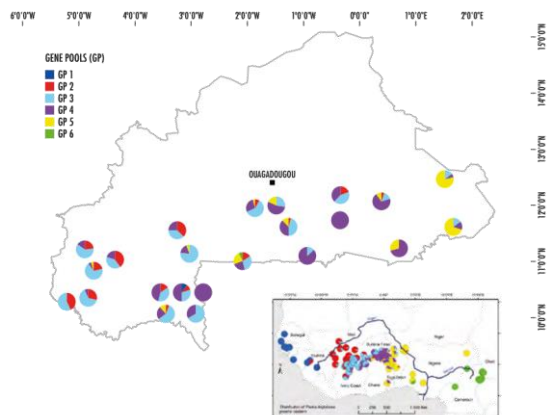 6°0'0"W 5°0'0"W 4°0'0"W 3°0'0"W 2°0'0"W 1°0'0"W 0°0'0"E 1°0'0"E 2°0'0"E
15°0'0"N
14°0'0"N
13°0'0"N
12°0'0"N
11°0'0"N
10°0'0"N
GENE POOLS (GP)
GP 1
GP 2
GP 3
GP 4
GP 5
GP 6
OUAGADOUGOU
Senegal
Mali
Niger
Burkina Faso
Nigeria
Chad
Ivory Coast
Ghana
Cameroon